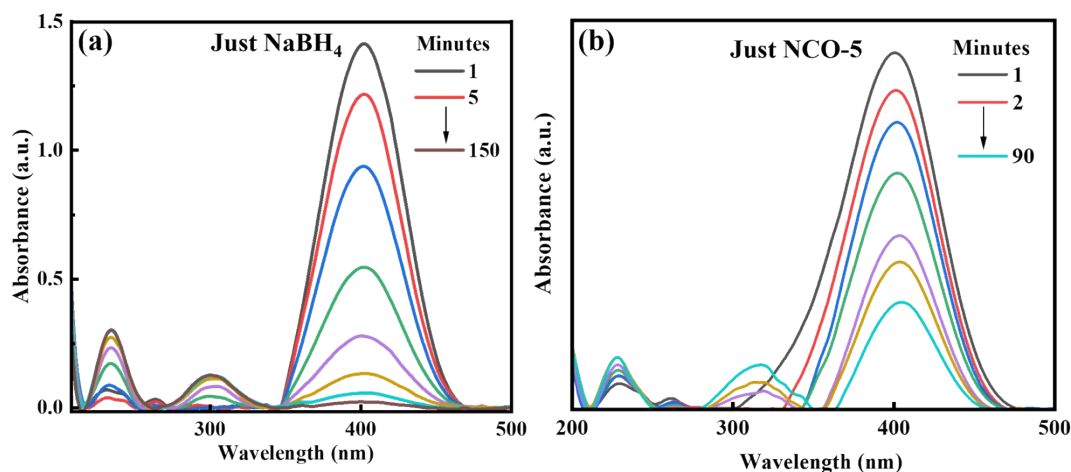 (a)
Just NaBH₄
Minutes
1
5
150
1.5
1.0
0.5
0.0
Absorbance (a.u.)
300
400
500
Wavelength (nm)
(b)
Just NCO-5
Minutes
1
2
90
Absorbance (a.u.)
200
300
400
500
Wavelength (nm)